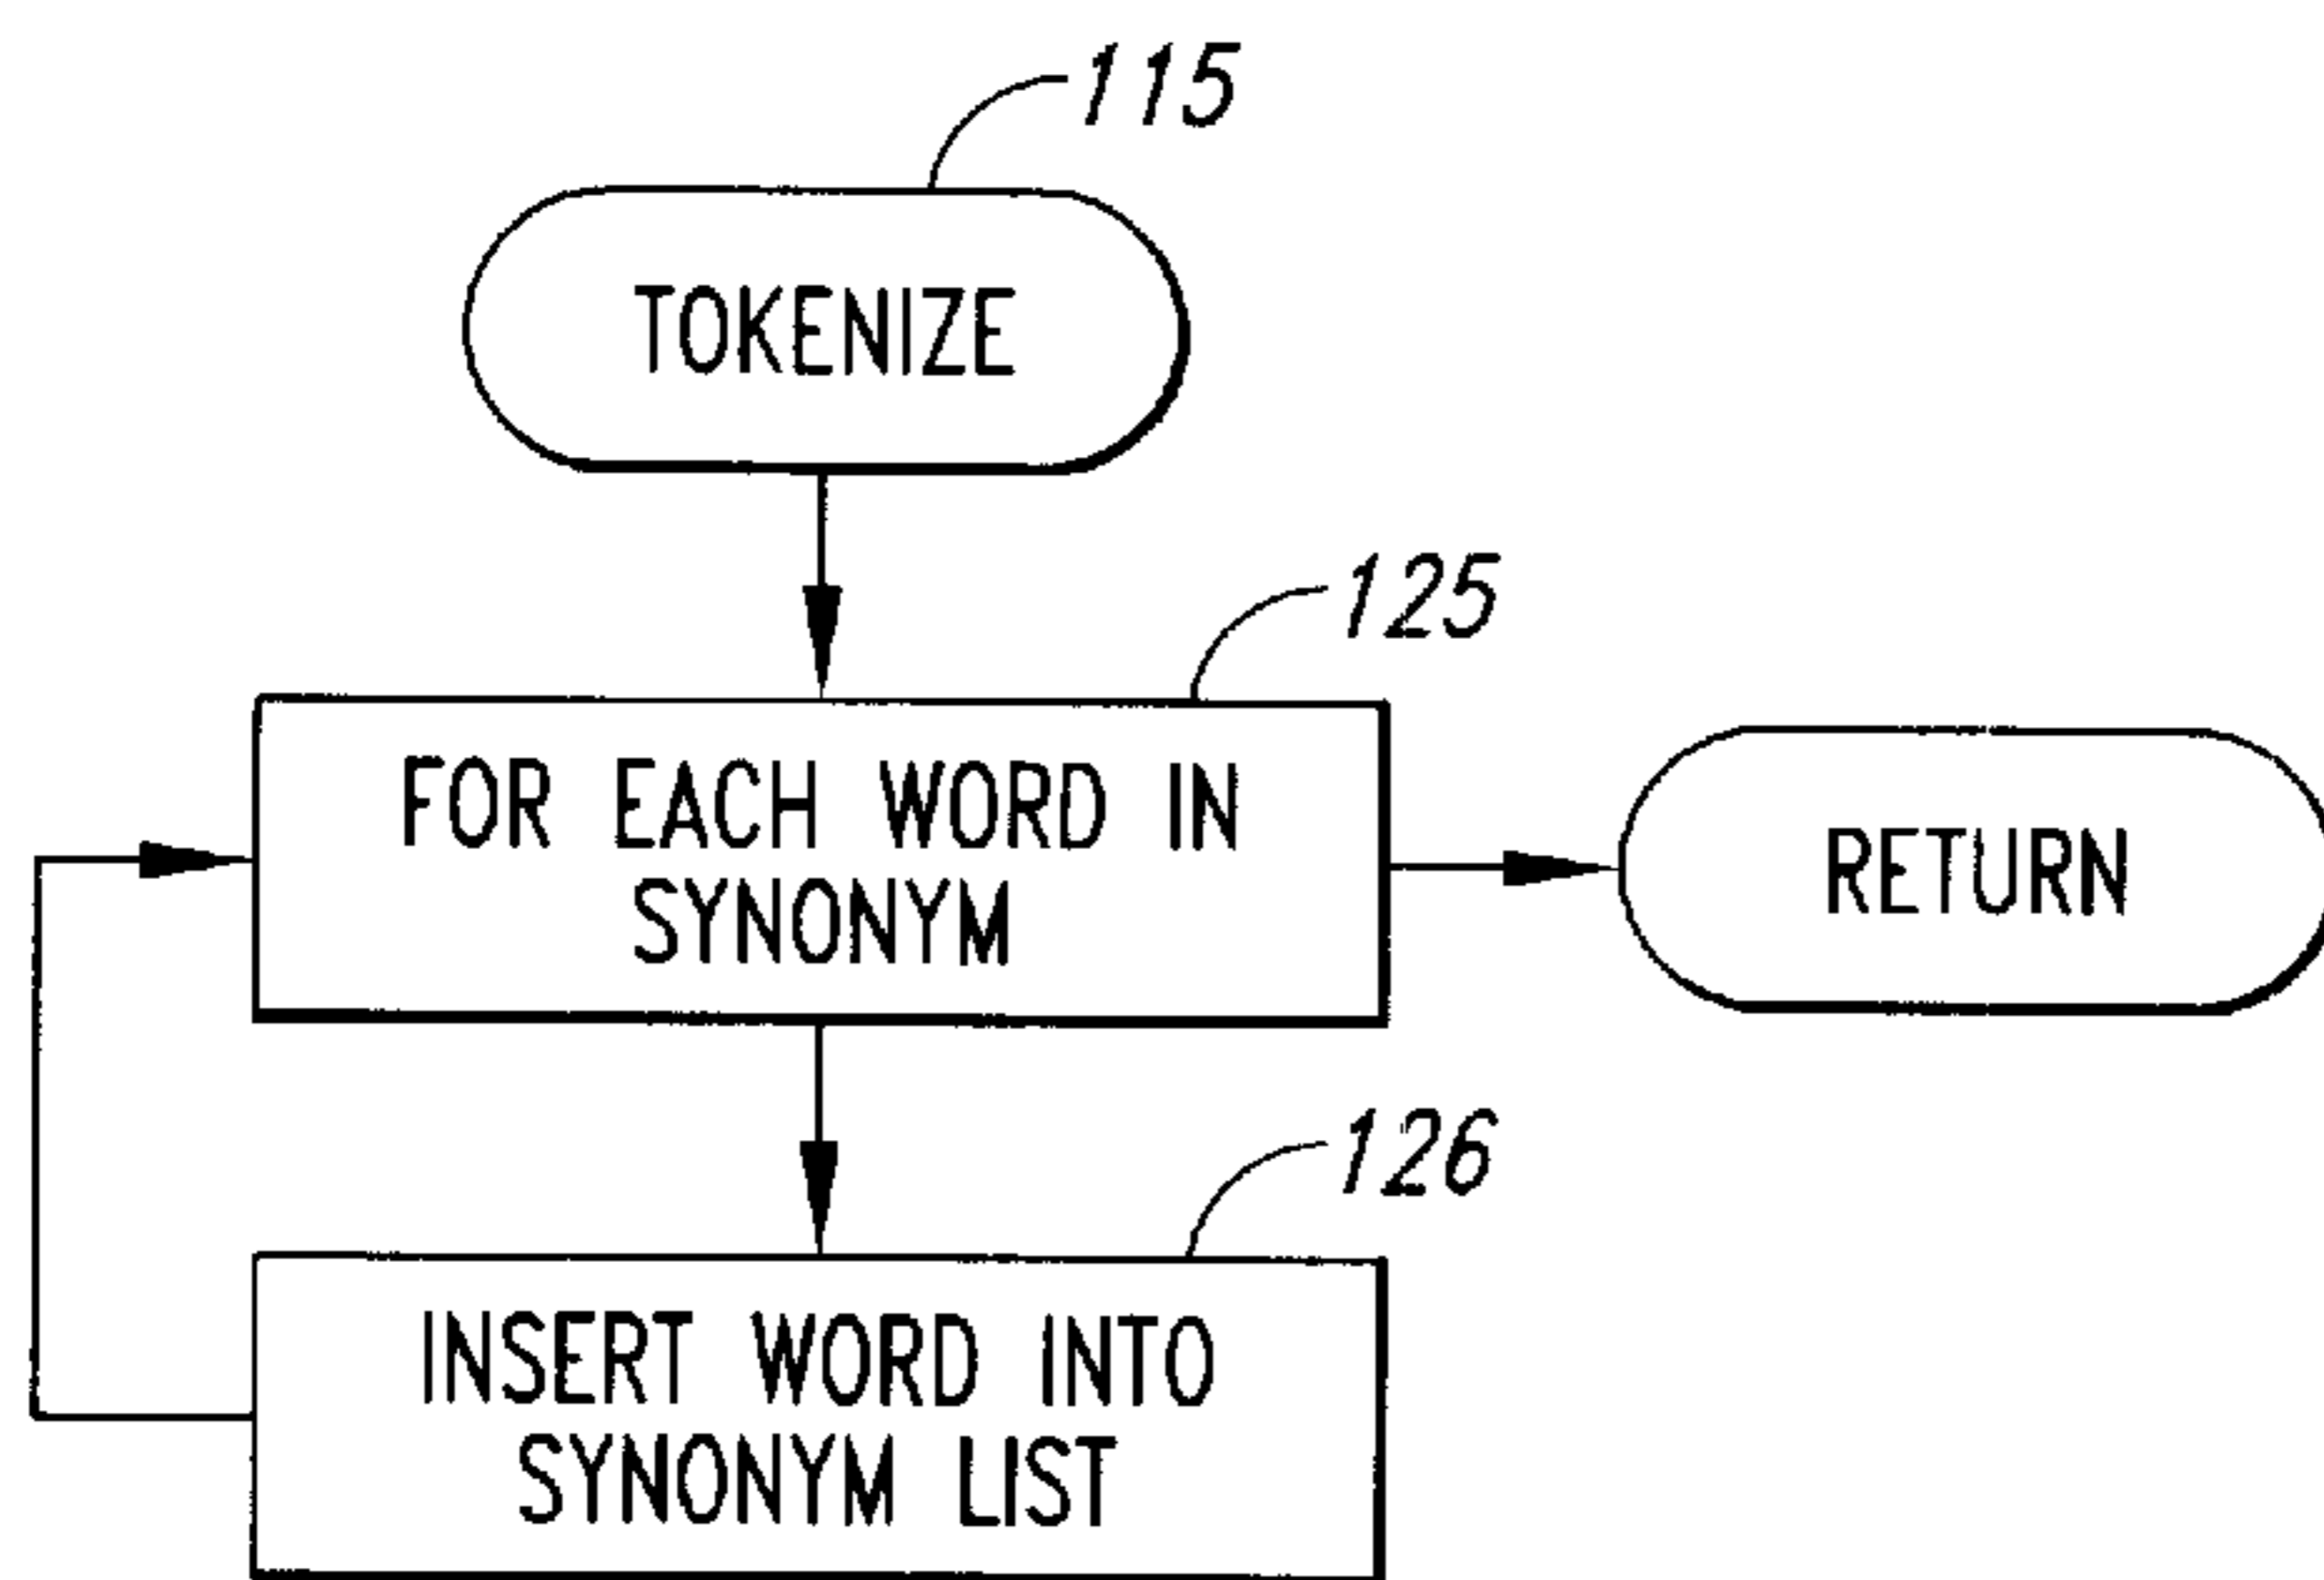 115
TOKENIZE
125
FOR EACH WORD IN
SYNONYM
RETURN
126
INSERT WORD INTO
SYNONYM LIST